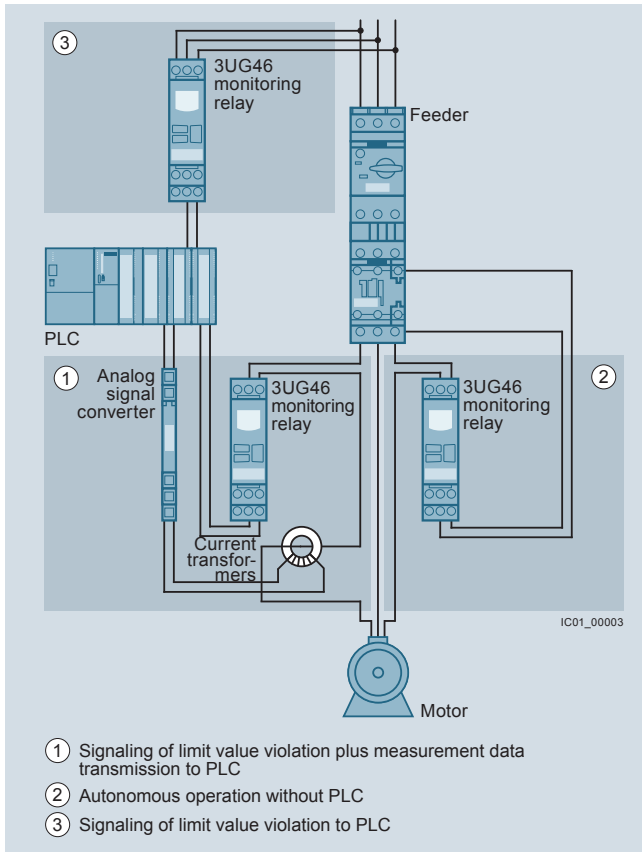 3
3UG46
monitoring
relay
Feeder
PLC
1
Analog
signal
converter
3UG46
monitoring
relay
2
3UG46
monitoring
relay
Current
transfor-
mers
IC01_00003
Motor
1 Signaling of limit value violation plus measurement data
transmission to PLC
2 Autonomous operation without PLC
3 Signaling of limit value violation to PLC